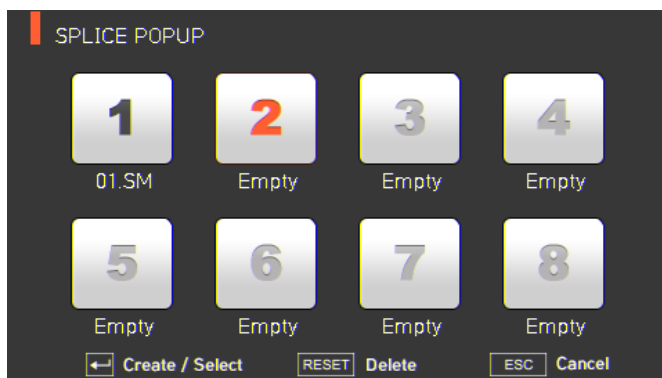 SPLICE POPUP
1 2 3 4
01.SM Empty Empty Empty
5 6 7 8
Empty Empty Empty Empty
Create / Select RESET Delete ESC Cancel